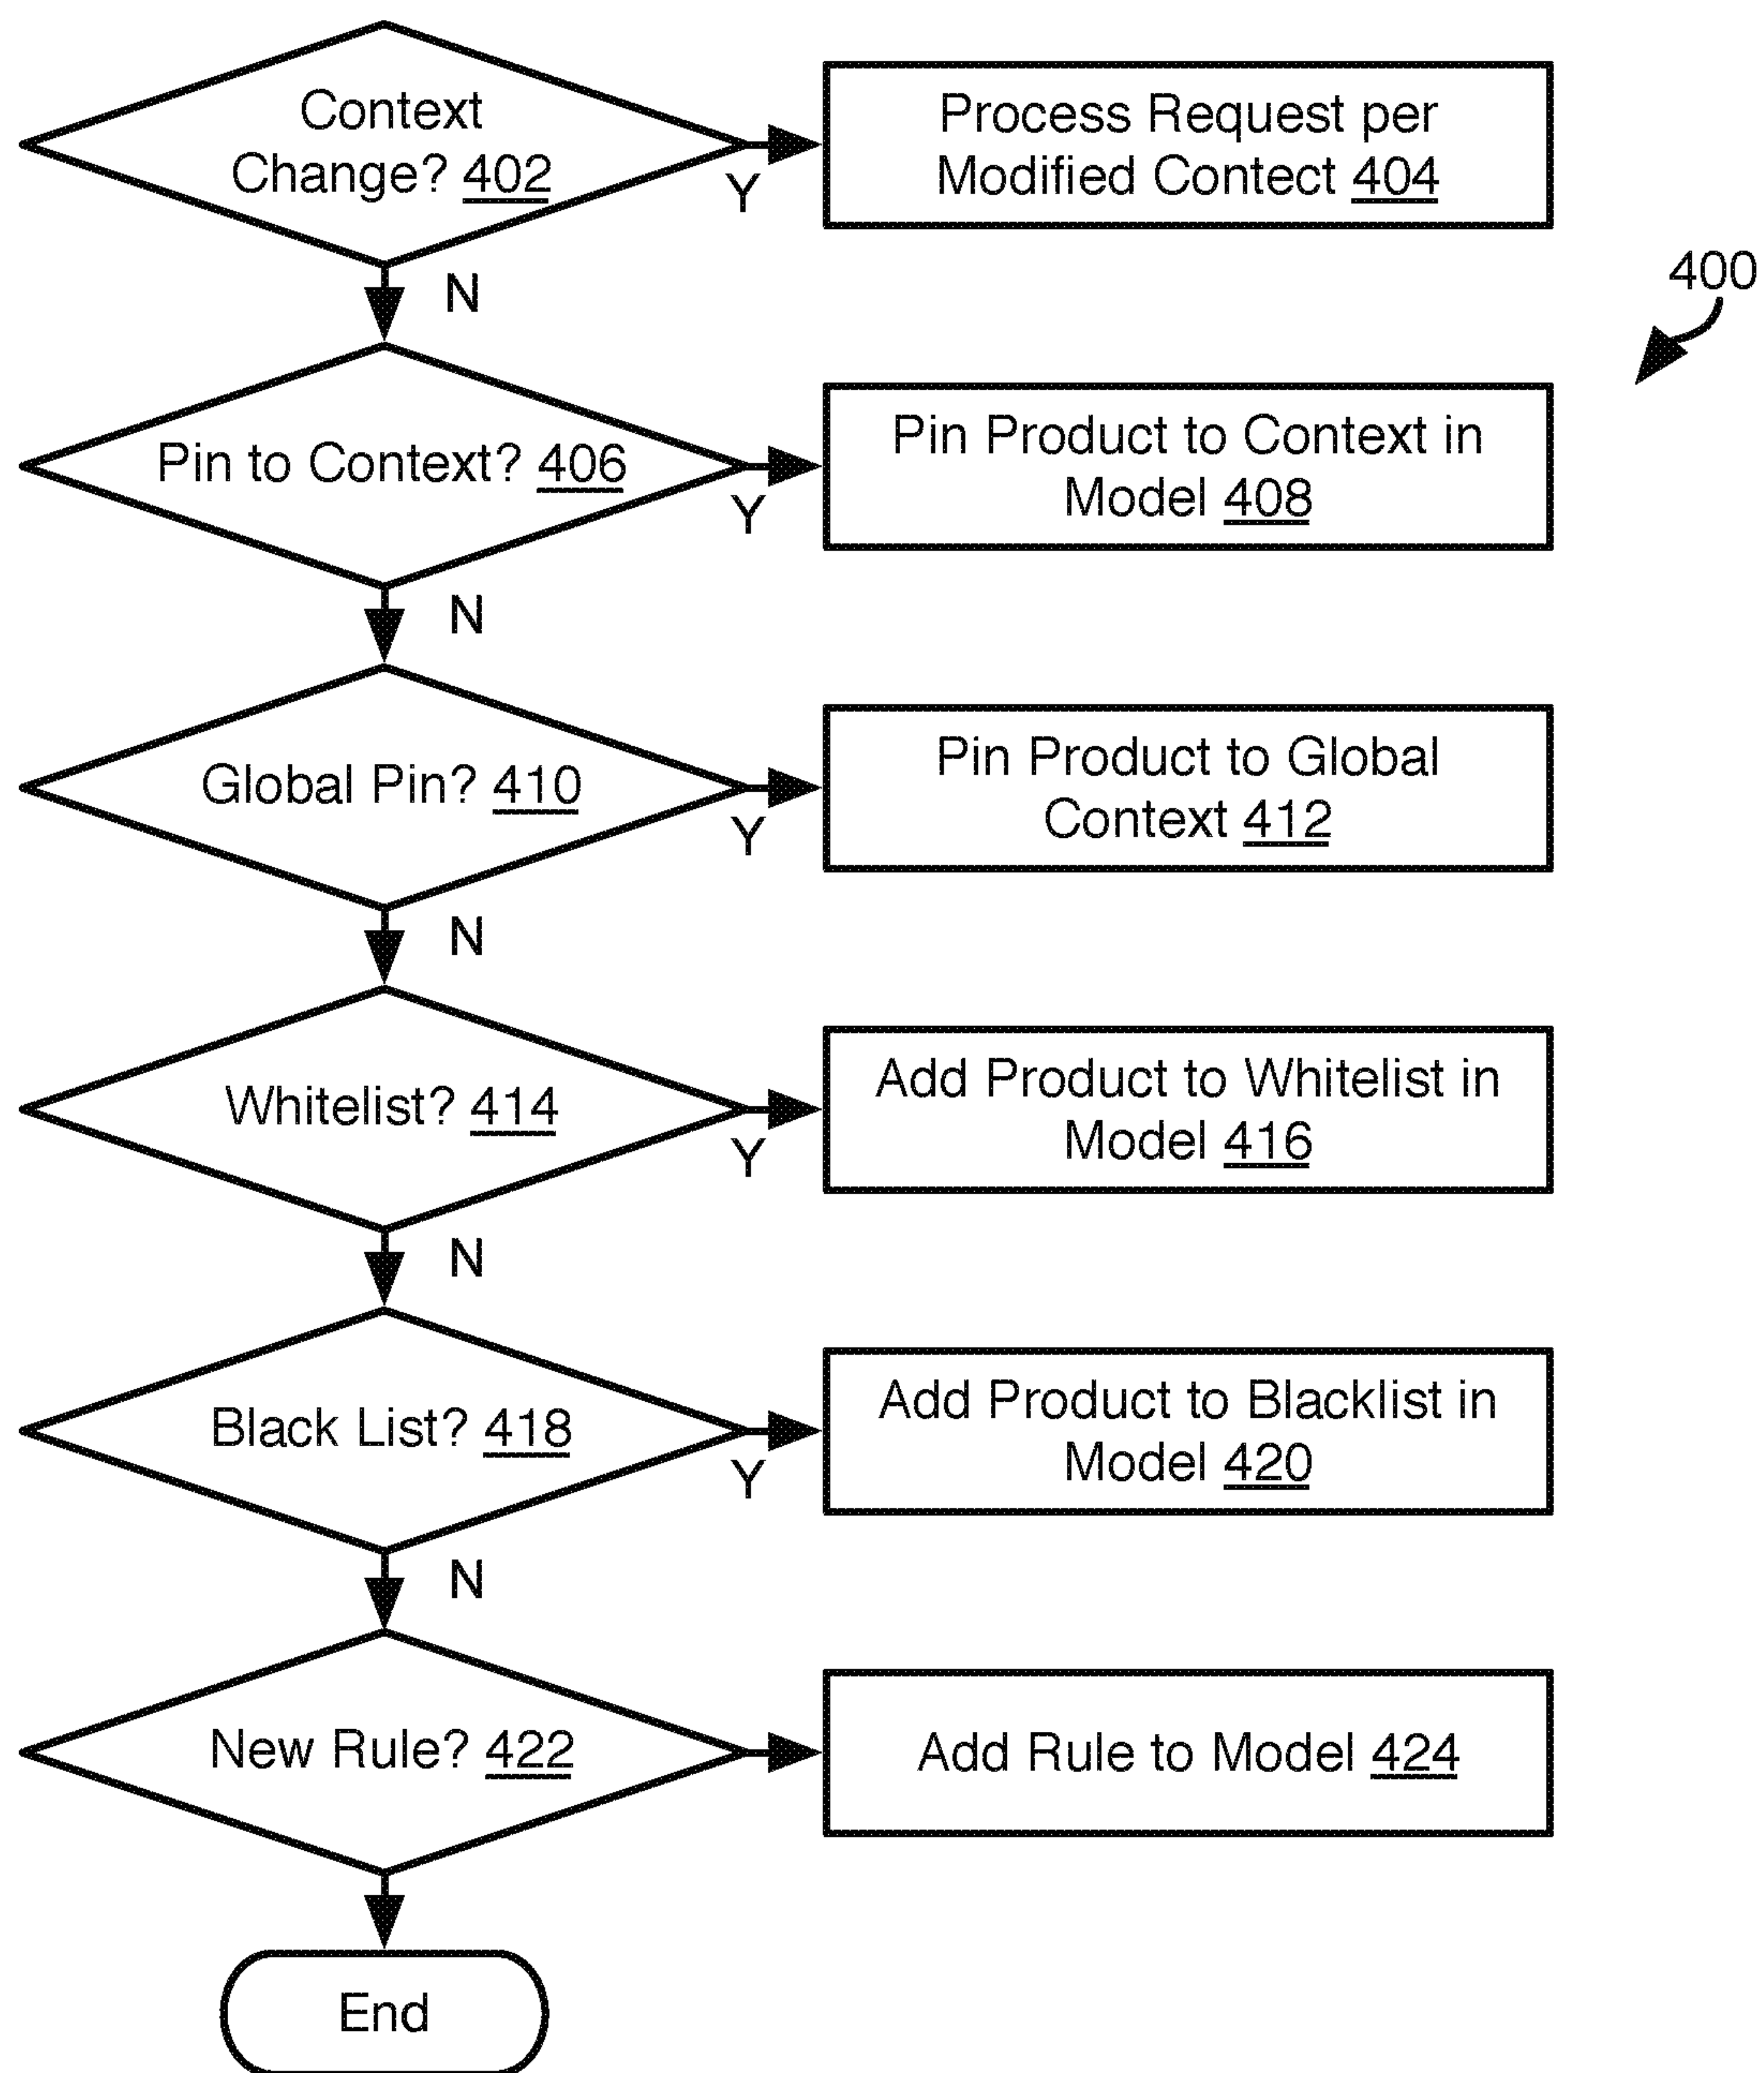 Context
Change? 402
Y
Process Request per
Modified Contect 404
N
400
Pin to Context? 406
Y
Pin Product to Context in
Model 408
N
Global Pin? 410
Y
Pin Product to Global
Context 412
N
Whitelist? 414
Y
Add Product to Whitelist in
Model 416
N
Black List? 418
Y
Add Product to Blacklist in
Model 420
N
New Rule? 422
Add Rule to Model 424
End